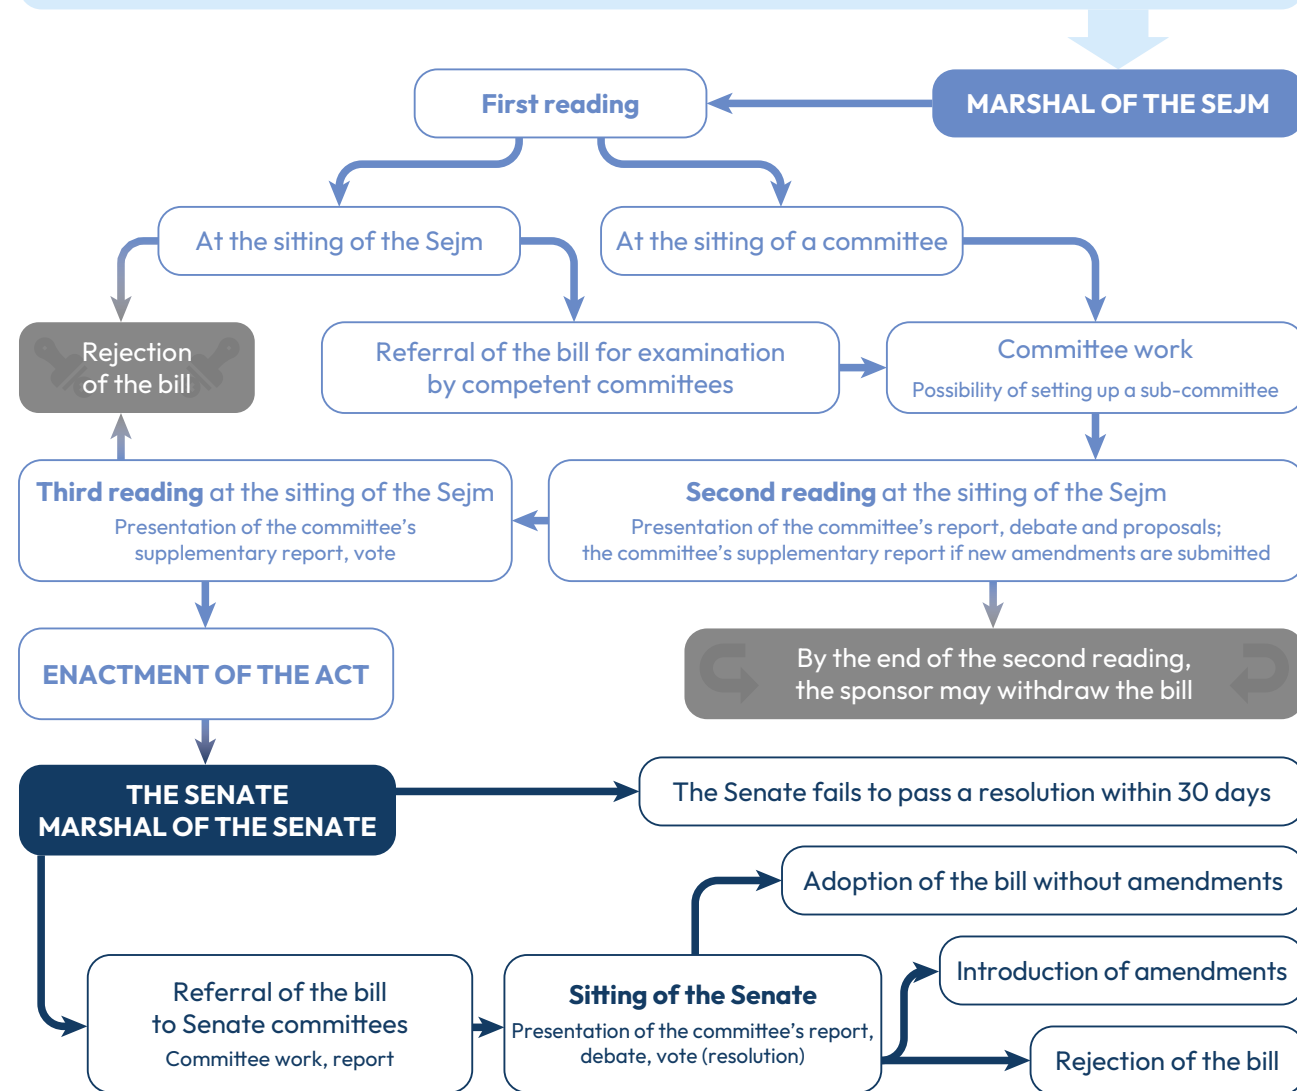 MARSHAL OF THE SEJM
First reading
At the sitting of the Sejm
At the sitting of a committee
Rejection
of the bill
Referral of the bill for examination
by competent committees
Committee work
Possibility of setting up a sub-committee
Third reading at the sitting of the Sejm
Presentation of the committee's
supplementary report, vote
Second reading at the sitting of the Sejm
Presentation of the committee's report, debate and proposals;
the committee's supplementary report if new amendments are submitted
ENACTMENT OF THE ACT
By the end of the second reading,
the sponsor may withdraw the bill
THE SENATE
MARSHAL OF THE SENATE
The Senate fails to pass a resolution within 30 days
Adoption of the bill without amendments
Referral of the bill
to Senate committees
Committee work, report
Sitting of the Senate
Presentation of the committee's report,
debate, vote (resolution)
Introduction of amendments
Rejection of the bill